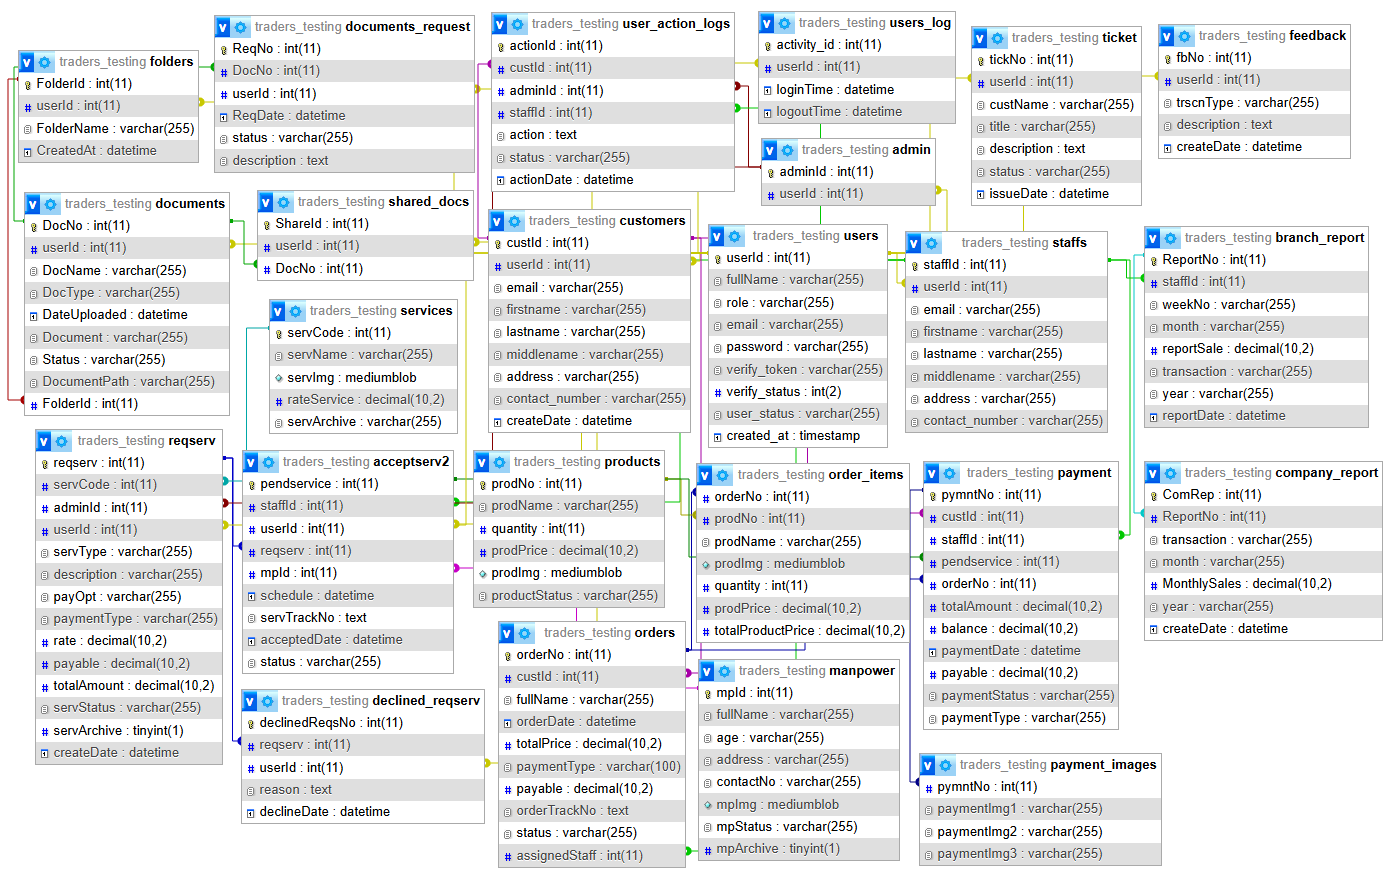 traders_testing folders
FolderId : int(11)
userId : int(11)
FolderName : varchar(255)
CreatedAt : datetime
traders_testing documents_request
ReqNo : int(11)
DocNo : int(11)
userId : int(11)
ReqDate : datetime
status : varchar(255)
description : text
traders_testing user_action_logs
actionId : int(11)
custId : int(11)
adminId : int(11)
staffId : int(11)
action : text
status : varchar(255)
actionDate : datetime
traders_testing users_log
activity_id : int(11)
userId : int(11)
loginTime : datetime
logoutTime : datetime
traders_testing ticket
tickNo : int(11)
userId : int(11)
custName : varchar(255)
title : varchar(255)
description : text
status : varchar(255)
issueDate : datetime
traders_testing feedback
fbNo : int(11)
userId : int(11)
trscnType : varchar(255)
description : text
createDate : datetime
traders_testing admin
adminId : int(11)
userId : int(11)
traders_testing documents
DocNo : int(11)
userId : int(11)
DocName : varchar(255)
DocType : varchar(255)
DateUploaded : datetime
Document : varchar(255)
Status : varchar(255)
DocumentPath : varchar(255)
FolderId : int(11)
traders_testing shared_docs
ShareId : int(11)
userId : int(11)
DocNo : int(11)
traders_testing services
servCode : int(11)
servName : varchar(255)
servImg : mediumblob
rateService : decimal(10,2)
servArchive : varchar(255)
traders_testing customers
custId : int(11)
userId : int(11)
email : varchar(255)
firstname : varchar(255)
lastname : varchar(255)
middlename : varchar(255)
address : varchar(255)
contact_number : varchar(255)
createDate : datetime
traders_testing users
userId : int(11)
fullName : varchar(255)
role : varchar(255)
email : varchar(255)
password : varchar(255)
verify_token : varchar(255)
verify_status : int(2)
user_status : varchar(255)
created_at : timestamp
traders_testing staffs
staffId : int(11)
userId : int(11)
email : varchar(255)
firstname : varchar(255)
lastname : varchar(255)
middlename : varchar(255)
address : varchar(255)
contact_number : varchar(255)
traders_testing branch_report
ReportNo : int(11)
staffId : int(11)
weekNo : varchar(255)
month : varchar(255)
reportSale : decimal(10,2)
transaction : varchar(255)
year : varchar(255)
reportDate : datetime
traders_testing reqserv
reqserv : int(11)
servCode : int(11)
adminId : int(11)
userId : int(11)
servType : varchar(255)
description : varchar(255)
payOpt : varchar(255)
paymentType : varchar(255)
rate : decimal(10,2)
payable : decimal(10,2)
totalAmount : decimal(10,2)
servStatus : varchar(255)
servArchive : tinyint(1)
createDate : datetime
traders_testing acceptserv2
pendservice : int(11)
staffId : int(11)
userId : int(11)
reqserv : int(11)
mpId : int(11)
schedule : datetime
servTrackNo : text
acceptedDate : datetime
status : varchar(255)
traders_testing products
prodNo : int(11)
prodName : varchar(255)
quantity : int(11)
prodPrice : decimal(10,2)
prodImg : mediumblob
productStatus : varchar(255)
traders_testing order_items
orderNo : int(11)
prodNo : int(11)
prodName : varchar(255)
prodImg : mediumblob
quantity : int(11)
prodPrice : decimal(10,2)
totalProductPrice : decimal(10,2)
traders_testing payment
pymntNo : int(11)
custId : int(11)
staffId : int(11)
pendservice : int(11)
orderNo : int(11)
totalAmount : decimal(10,2)
balance : decimal(10,2)
paymentDate : datetime
payable : decimal(10,2)
paymentStatus : varchar(255)
paymentType : varchar(255)
traders_testing company_report
ComRep : int(11)
ReportNo : int(11)
transaction : varchar(255)
month : varchar(255)
MonthlySales : decimal(10,2)
year : varchar(255)
createDate : datetime
traders_testing declined_reqserv
declinedReqsNo : int(11)
reqserv : int(11)
userId : int(11)
reason : text
declineDate : datetime
traders_testing orders
orderNo : int(11)
custId : int(11)
fullName : varchar(255)
orderDate : datetime
totalPrice : decimal(10,2)
paymentType : varchar(100)
payable : decimal(10,2)
orderTrackNo : text
status : varchar(255)
assignedStaff : int(11)
traders_testing manpower
mpId : int(11)
fullName : varchar(255)
age : varchar(255)
address : varchar(255)
contactNo : varchar(255)
mpImg : mediumblob
mpStatus : varchar(255)
mpArchive : tinyint(1)
traders_testing payment_images
pymntNo : int(11)
paymentImg1 : varchar(255)
paymentImg2 : varchar(255)
paymentImg3 : varchar(255)